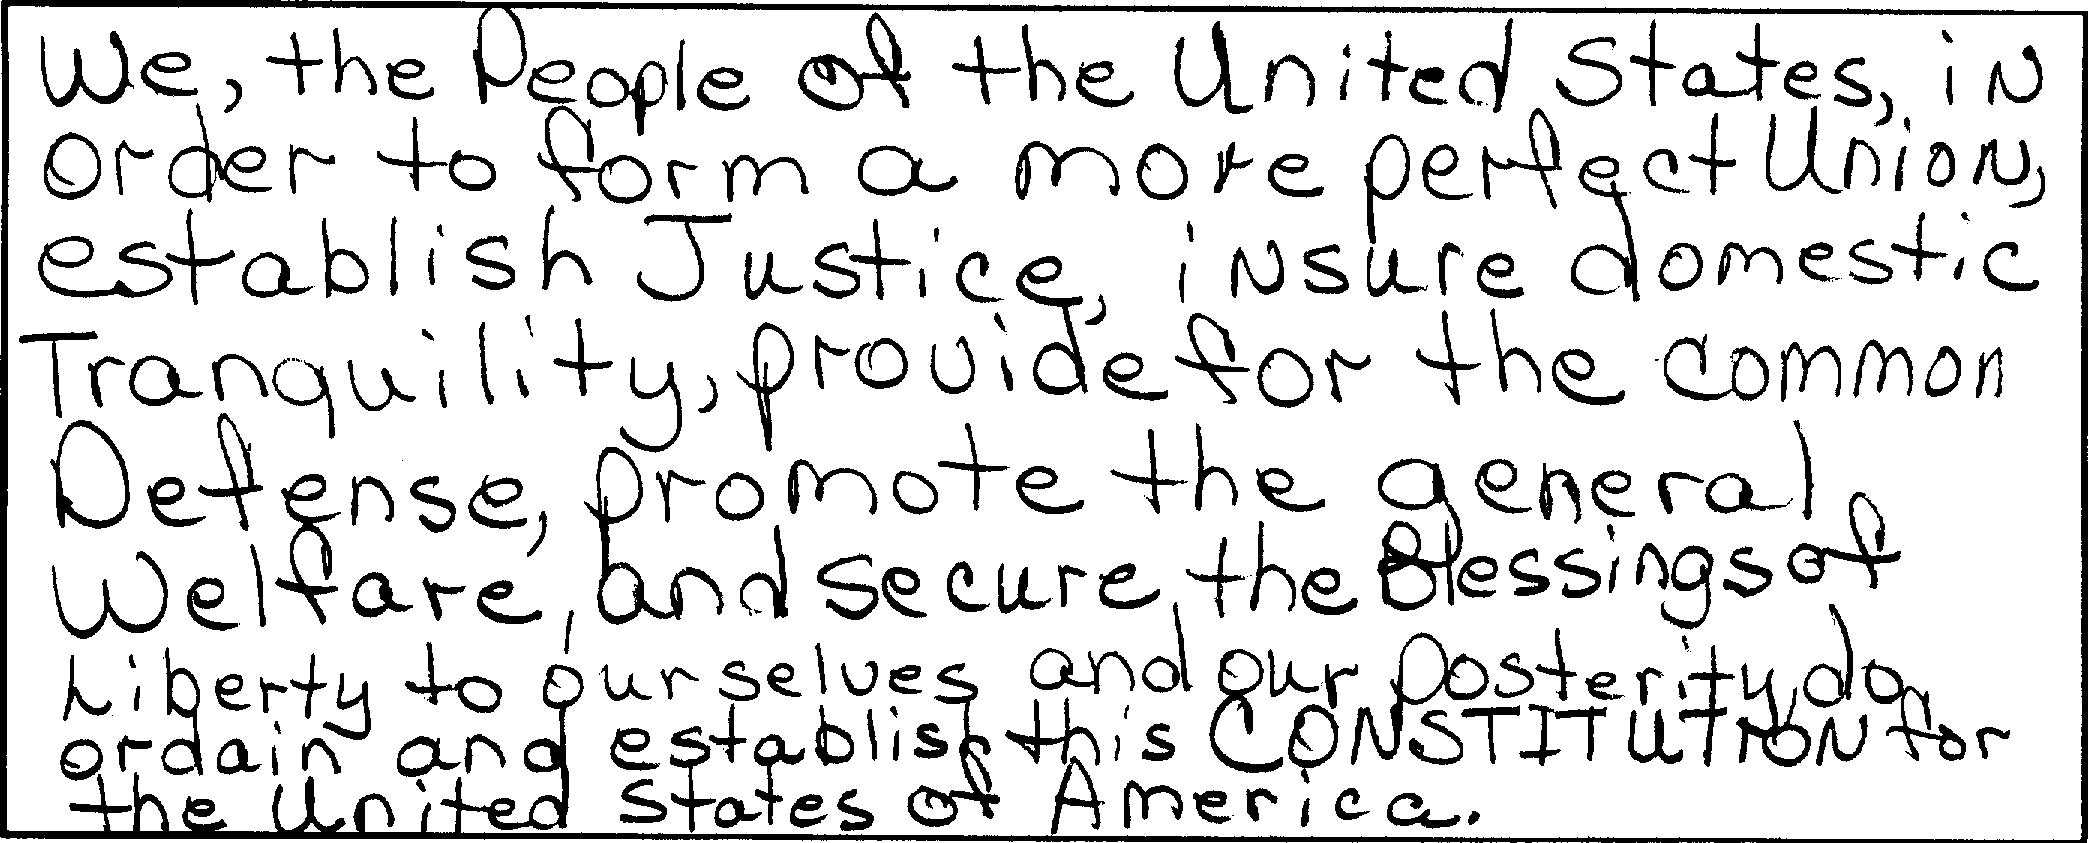 We, the People of the United States, in
order to form a more perfect Union,
establish Justice, insure domestic
Tranquility, provide for the common
Defense, promote the general
Welfare, and secure the Blessings of
Liberty to ourselves and our posterity, do
ordain and establish this CONSTITUTION for
the United States of America.